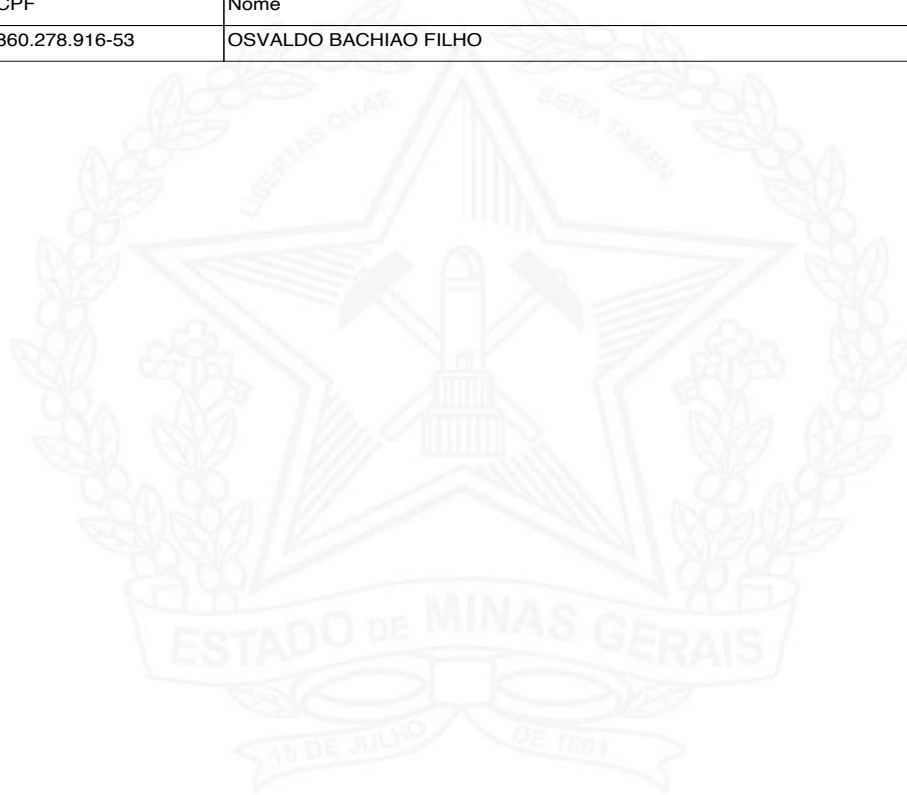 CPF Nome
860.278.916-53 OSVALDO BACHIAO FILHO
LIBERTAS QUAE SERA TAMEN
ESTADO DE MINAS GERAIS
15 DE JULHO DE 1891